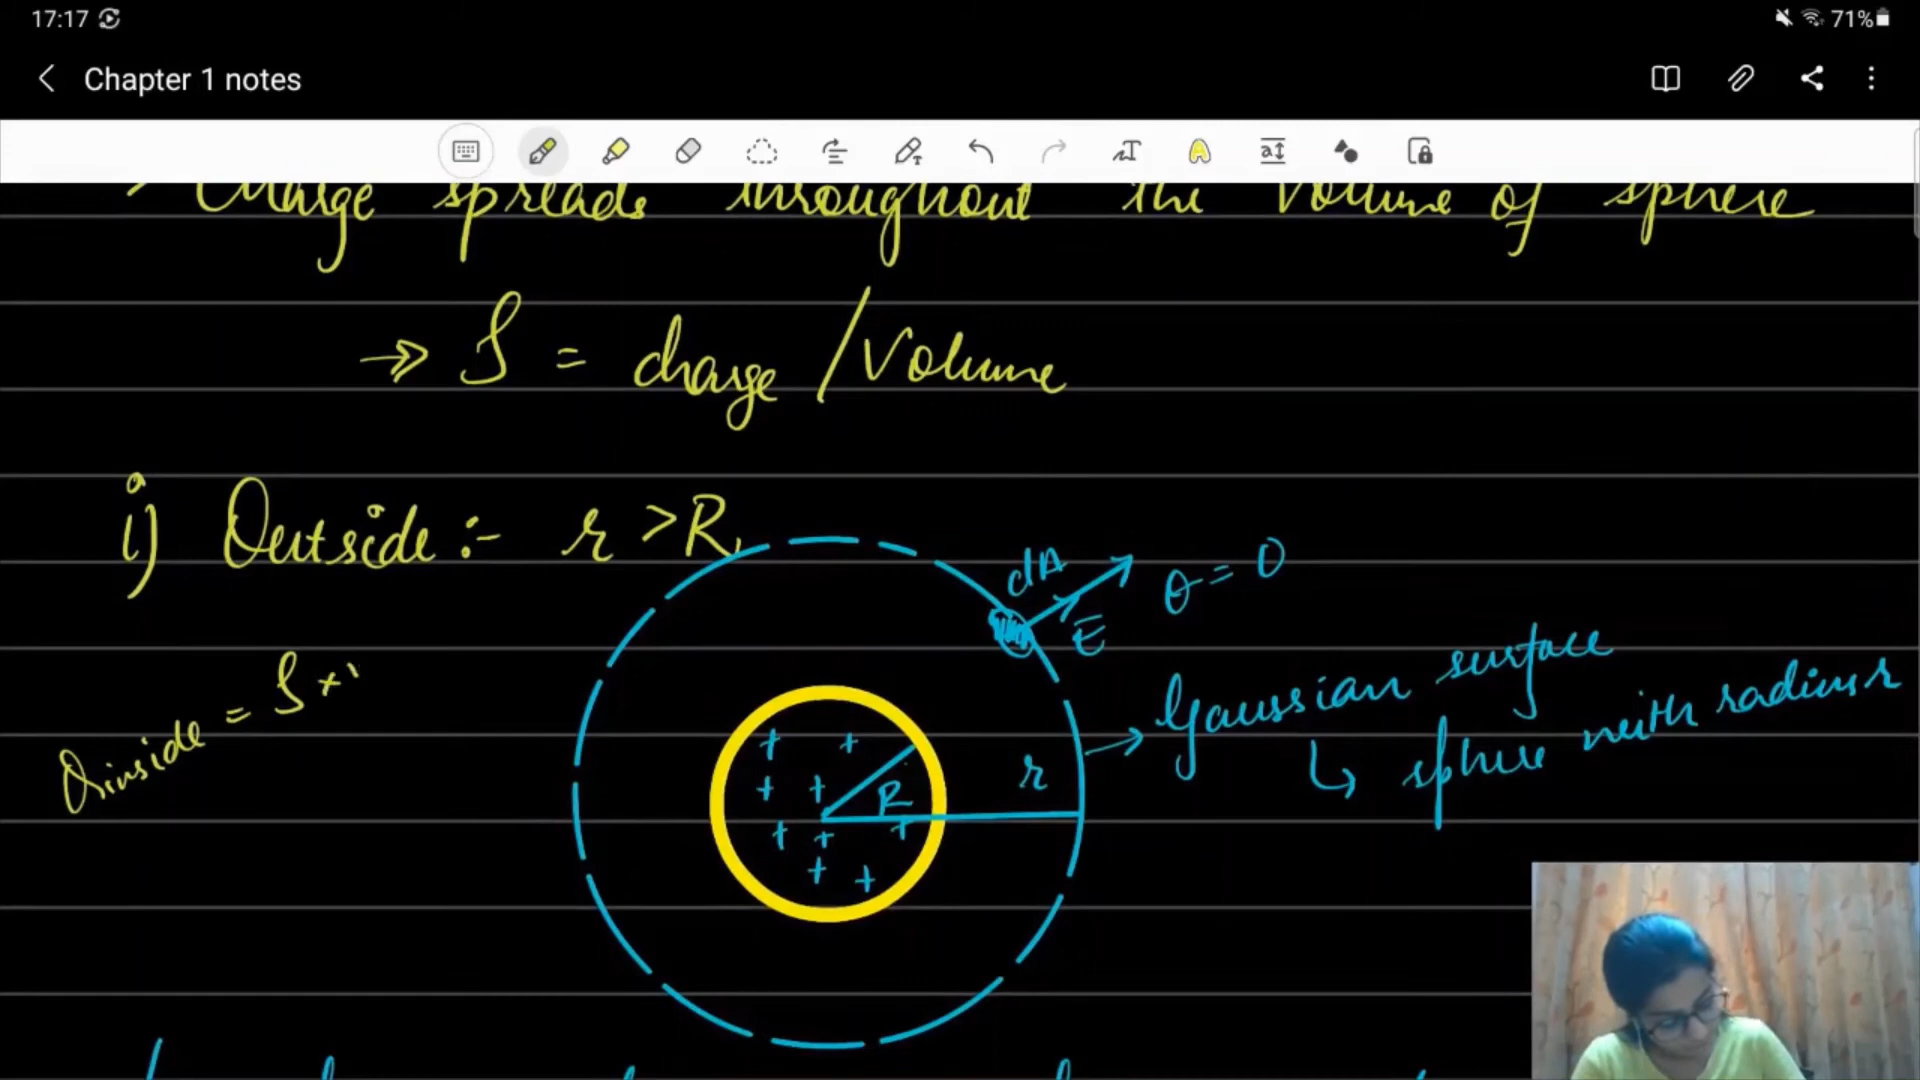 17:17
71%
Chapter 1 notes
Charge spreads throughout the volume of sphere
⇒ ρ = charge / Volume
i) Outside :- r > R
dA
θ = 0
E
Qinside = ρ ×
Gaussian surface
↳ sphere with radius r
r
R